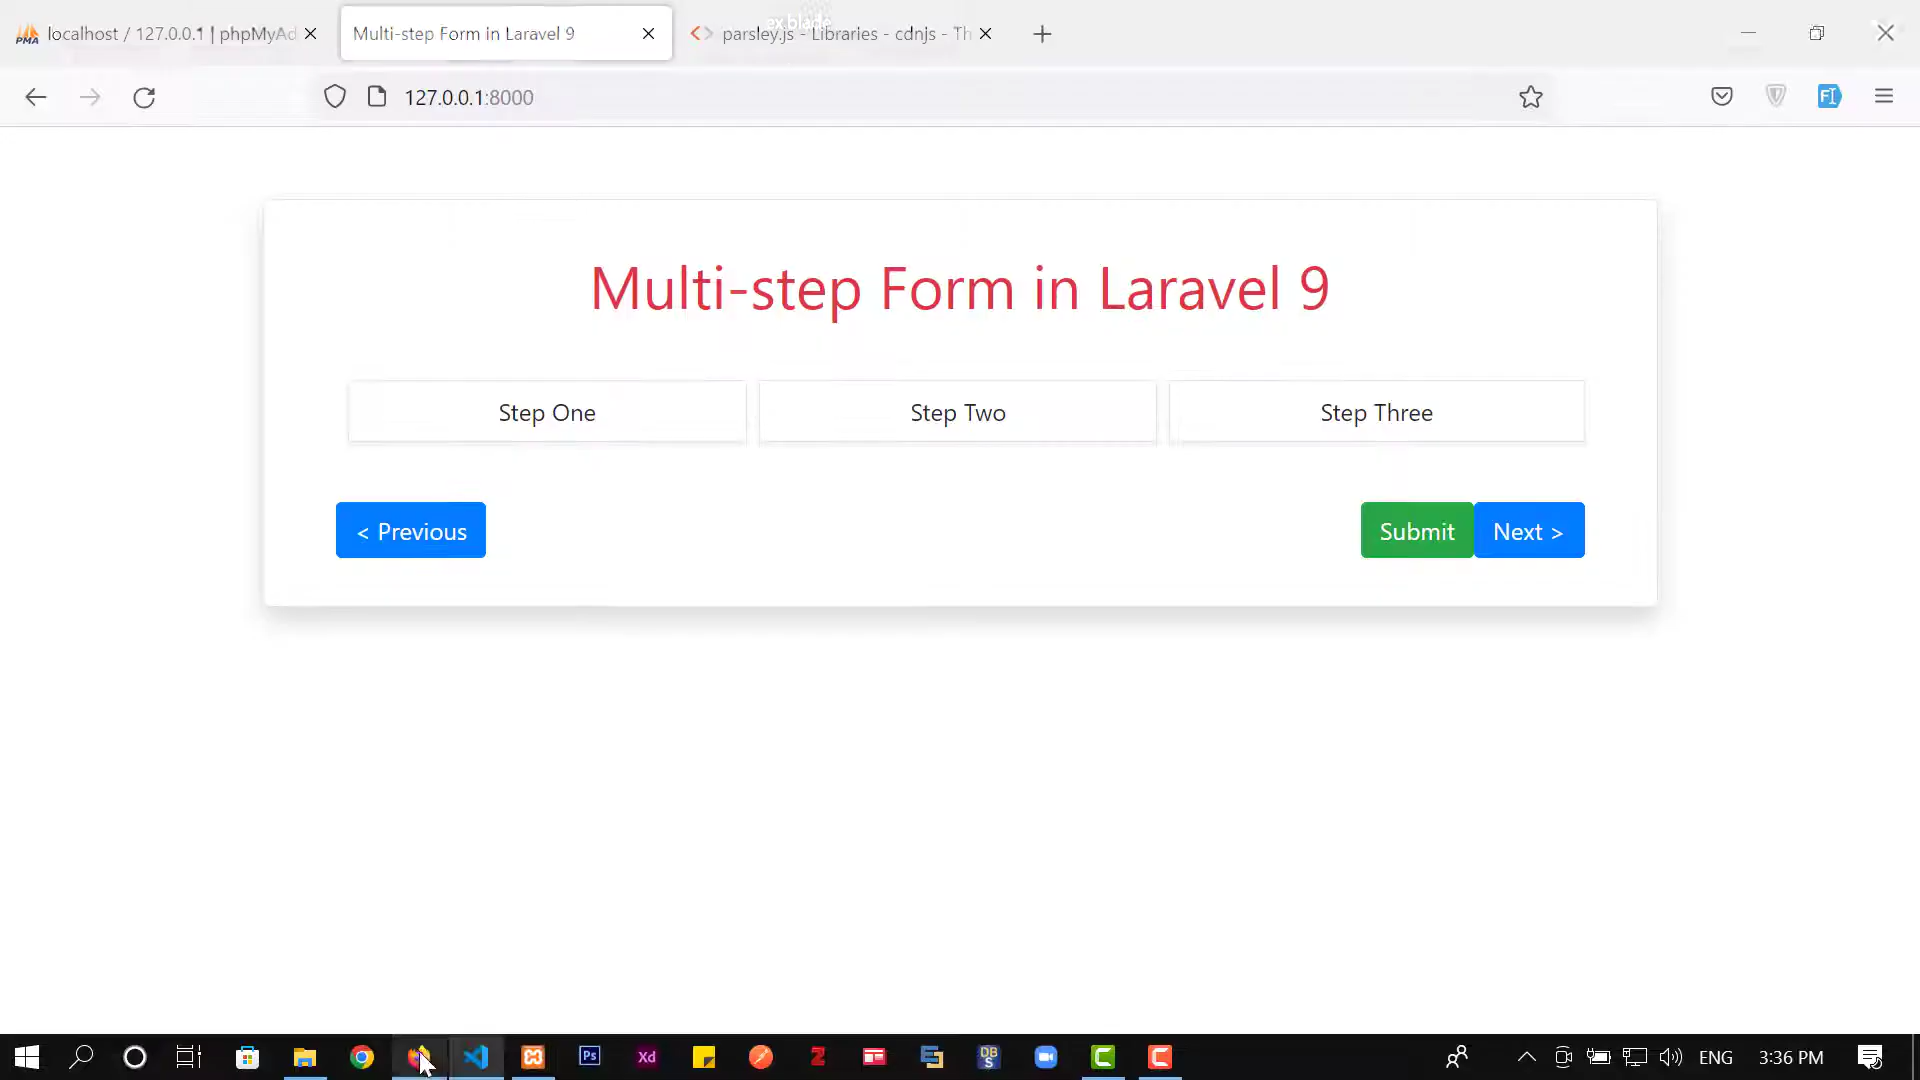 localhost / 127.0.0.1 | phpMyAd
Multi-step Form in Laravel 9
parsley.js - Libraries - cdnjs - Th
ex.blade
127.0.0.1:8000
Multi-step Form in Laravel 9
Step One
Step Two
Step Three
< Previous
Submit
Next >
ENG
3:36 PM